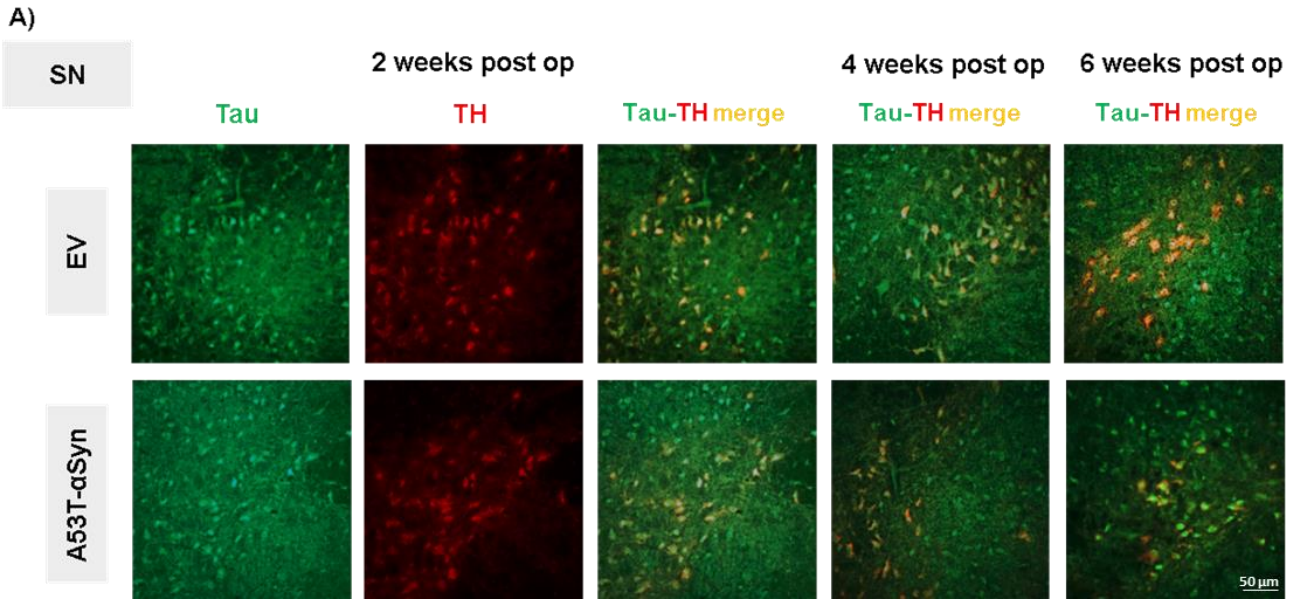 A)
SN
2 weeks post op
4 weeks post op
6 weeks post op
Tau
TH
Tau-TH merge
Tau-TH merge
Tau-TH merge
EV
A53T-αSyn
50 µm